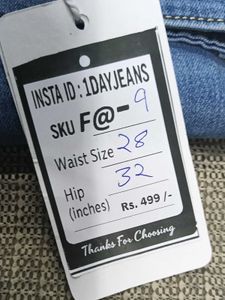 INSTA ID : 1DAYJEANS
SKU F@-9
Waist Size 28
Hip 32
(inches) Rs. 499/-
Thanks For Choosing